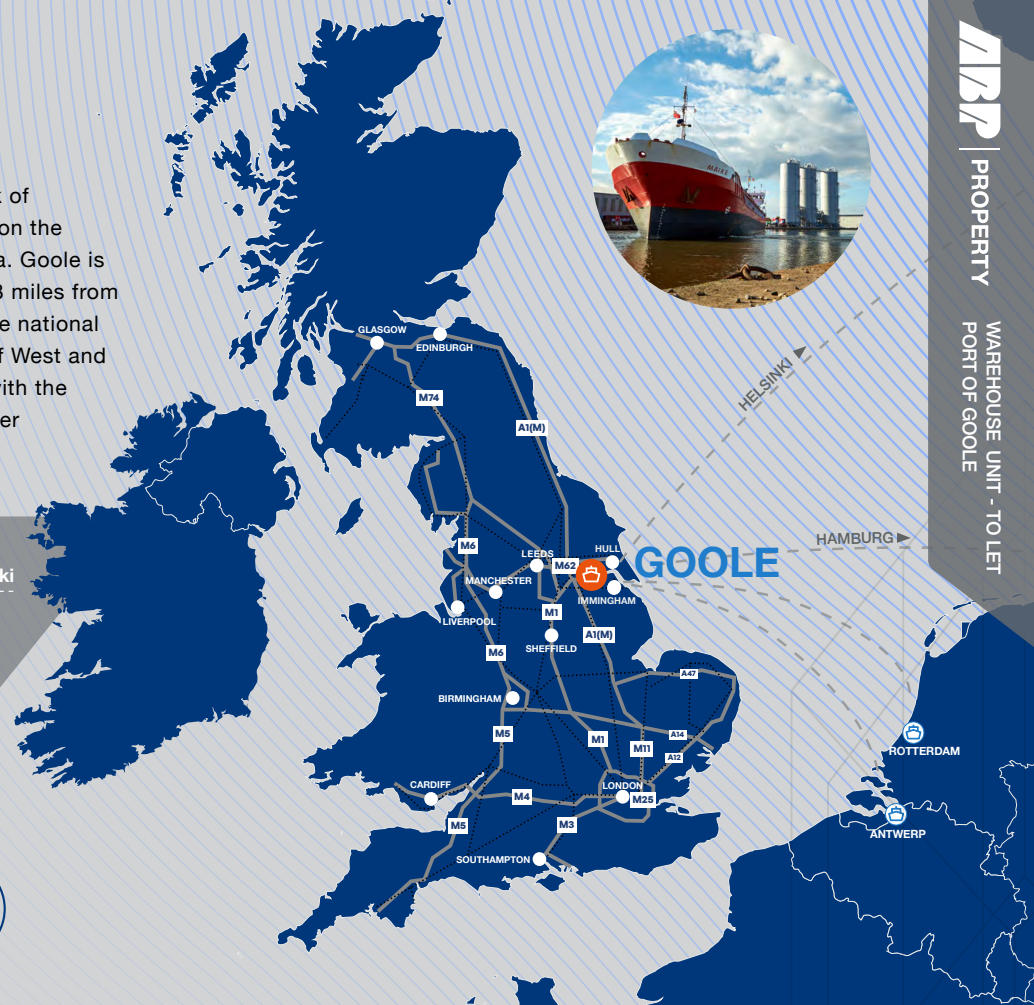 of
on the
a. Goole is
miles from
e national
West and
ith the
er
ki
MAIKE
ABP
PROPERTY
WAREHOUSE UNIT - TO LET
PORT OF GOOLE
GLASGOW
EDINBURGH
M74
A1(M)
HELSINKI
HAMBURG
M6
LEEDS
HULL
GOOLE
M62
MANCHESTER
IMMINGHAM
LIVERPOOL
M1
A1(M)
SHEFFIELD
M6
A47
BIRMINGHAM
M5
M1
A14
M11
A12
ROTTERDAM
CARDIFF
LONDON
M4
M25
ANTWERP
M5
M3
SOUTHAMPTON